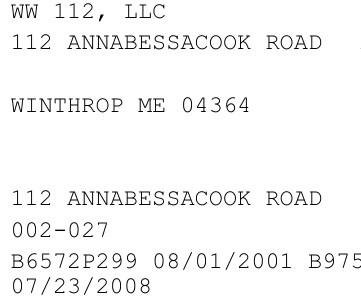 WW 112, LLC
112 ANNABESSACOOK ROAD
WINTHROP ME 04364
112 ANNABESSACOOK ROAD
002-027
B6572P299 08/01/2001 B975
07/23/2008